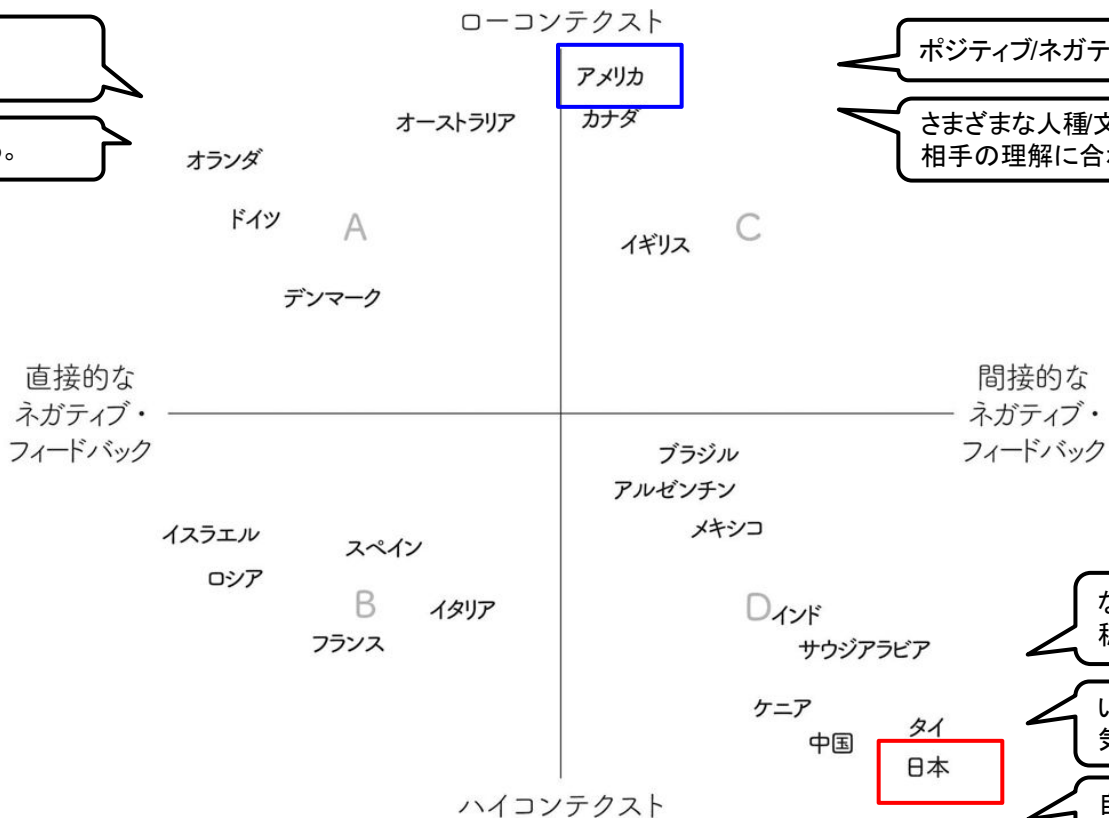 ローコンテクスト
ポジティブ/ネガテ
アメリカ
オーストラリア
カナダ
さまざまな人種/文
相手の理解に合わ
。
オランダ
ドイツ
A
イギリス
C
デンマーク
直接的な
ネガティブ・
フィードバック
間接的な
ネガティブ・
フィードバック
ブラジル
アルゼンチン
メキシコ
イスラエル
スペイン
ロシア
B
イタリア
フランス
D
インド
サウジアラビア
な
ケニア
中国
タイ
い
気
日本
ハイコンテクスト